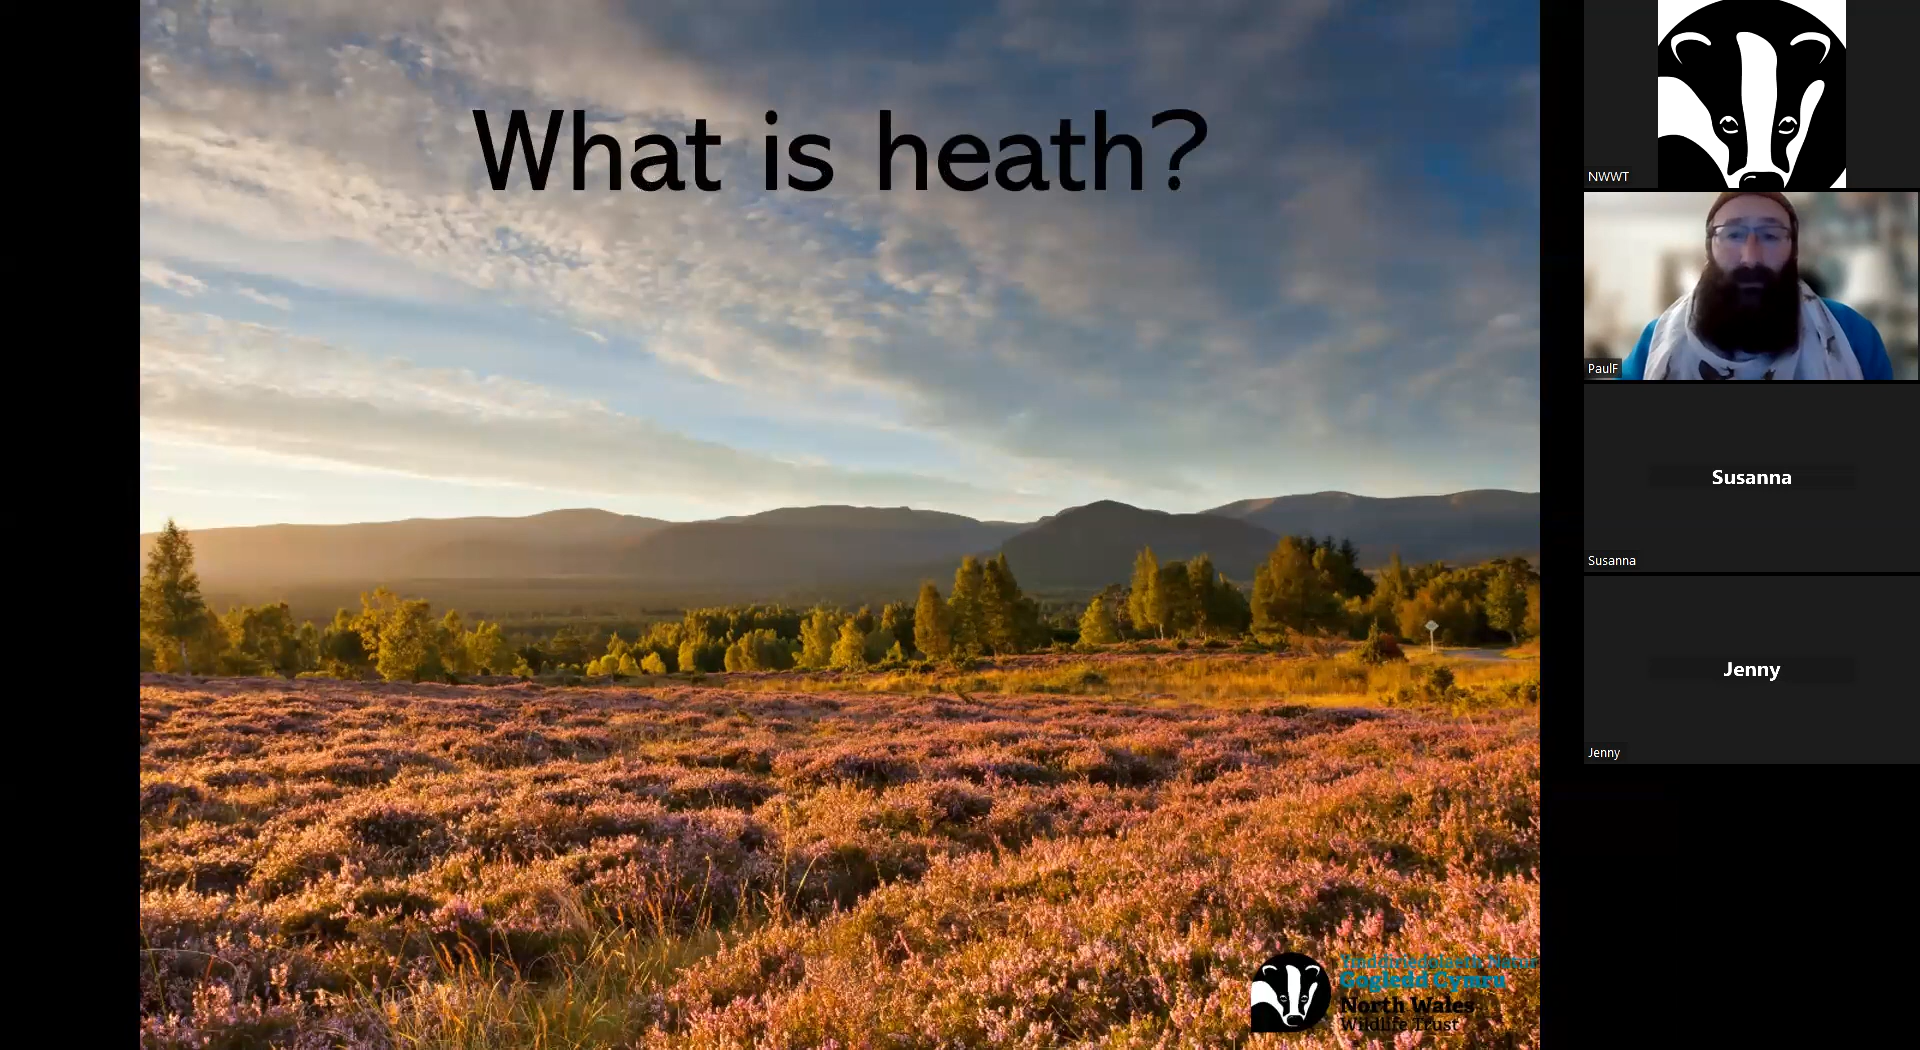 What is heath?
Ymddiriedolaeth Natur
Gogledd Cymru
North Wales
Wildlife Trust
NWWT
PaulF
Susanna
Susanna
Jenny
Jenny